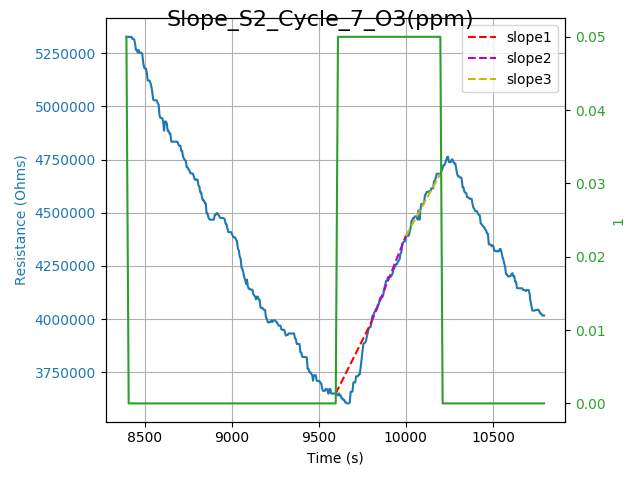 Slope_S2_Cycle_7_O3(ppm)
slope1
slope2
slope3
Resistance (Ohms)
5250000
5000000
4750000
4500000
4250000
4000000
3750000
0.05
0.04
0.03
0.02
0.01
0.00
1
8500 9000 9500 10000 10500
Time (s)